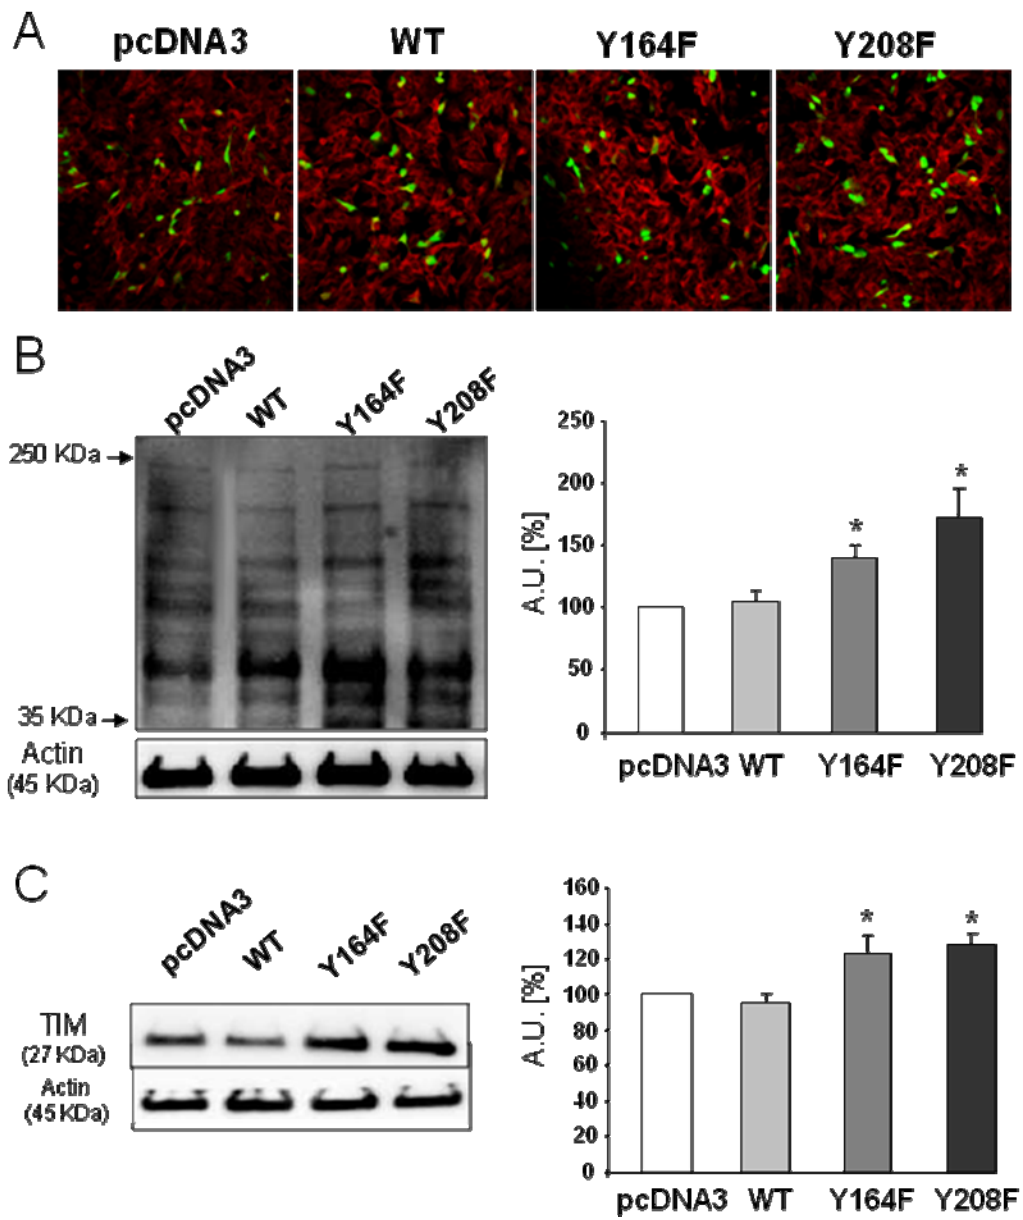 A
pcDNA3 WT Y164F Y208F
B
pcDNA3 WT Y164F Y208F
250 KDa
35 KDa
Actin
(45 KDa)
A.U. [%]
250
200
150
100
50
0
* *
pcDNA3 WT Y164F Y208F
C
pcDNA3 WT Y164F Y208F
TIM
(27 KDa)
Actin
(45 KDa)
A.U. [%]
160
140
120
100
80
60
40
20
0
* *
pcDNA3 WT Y164F Y208F